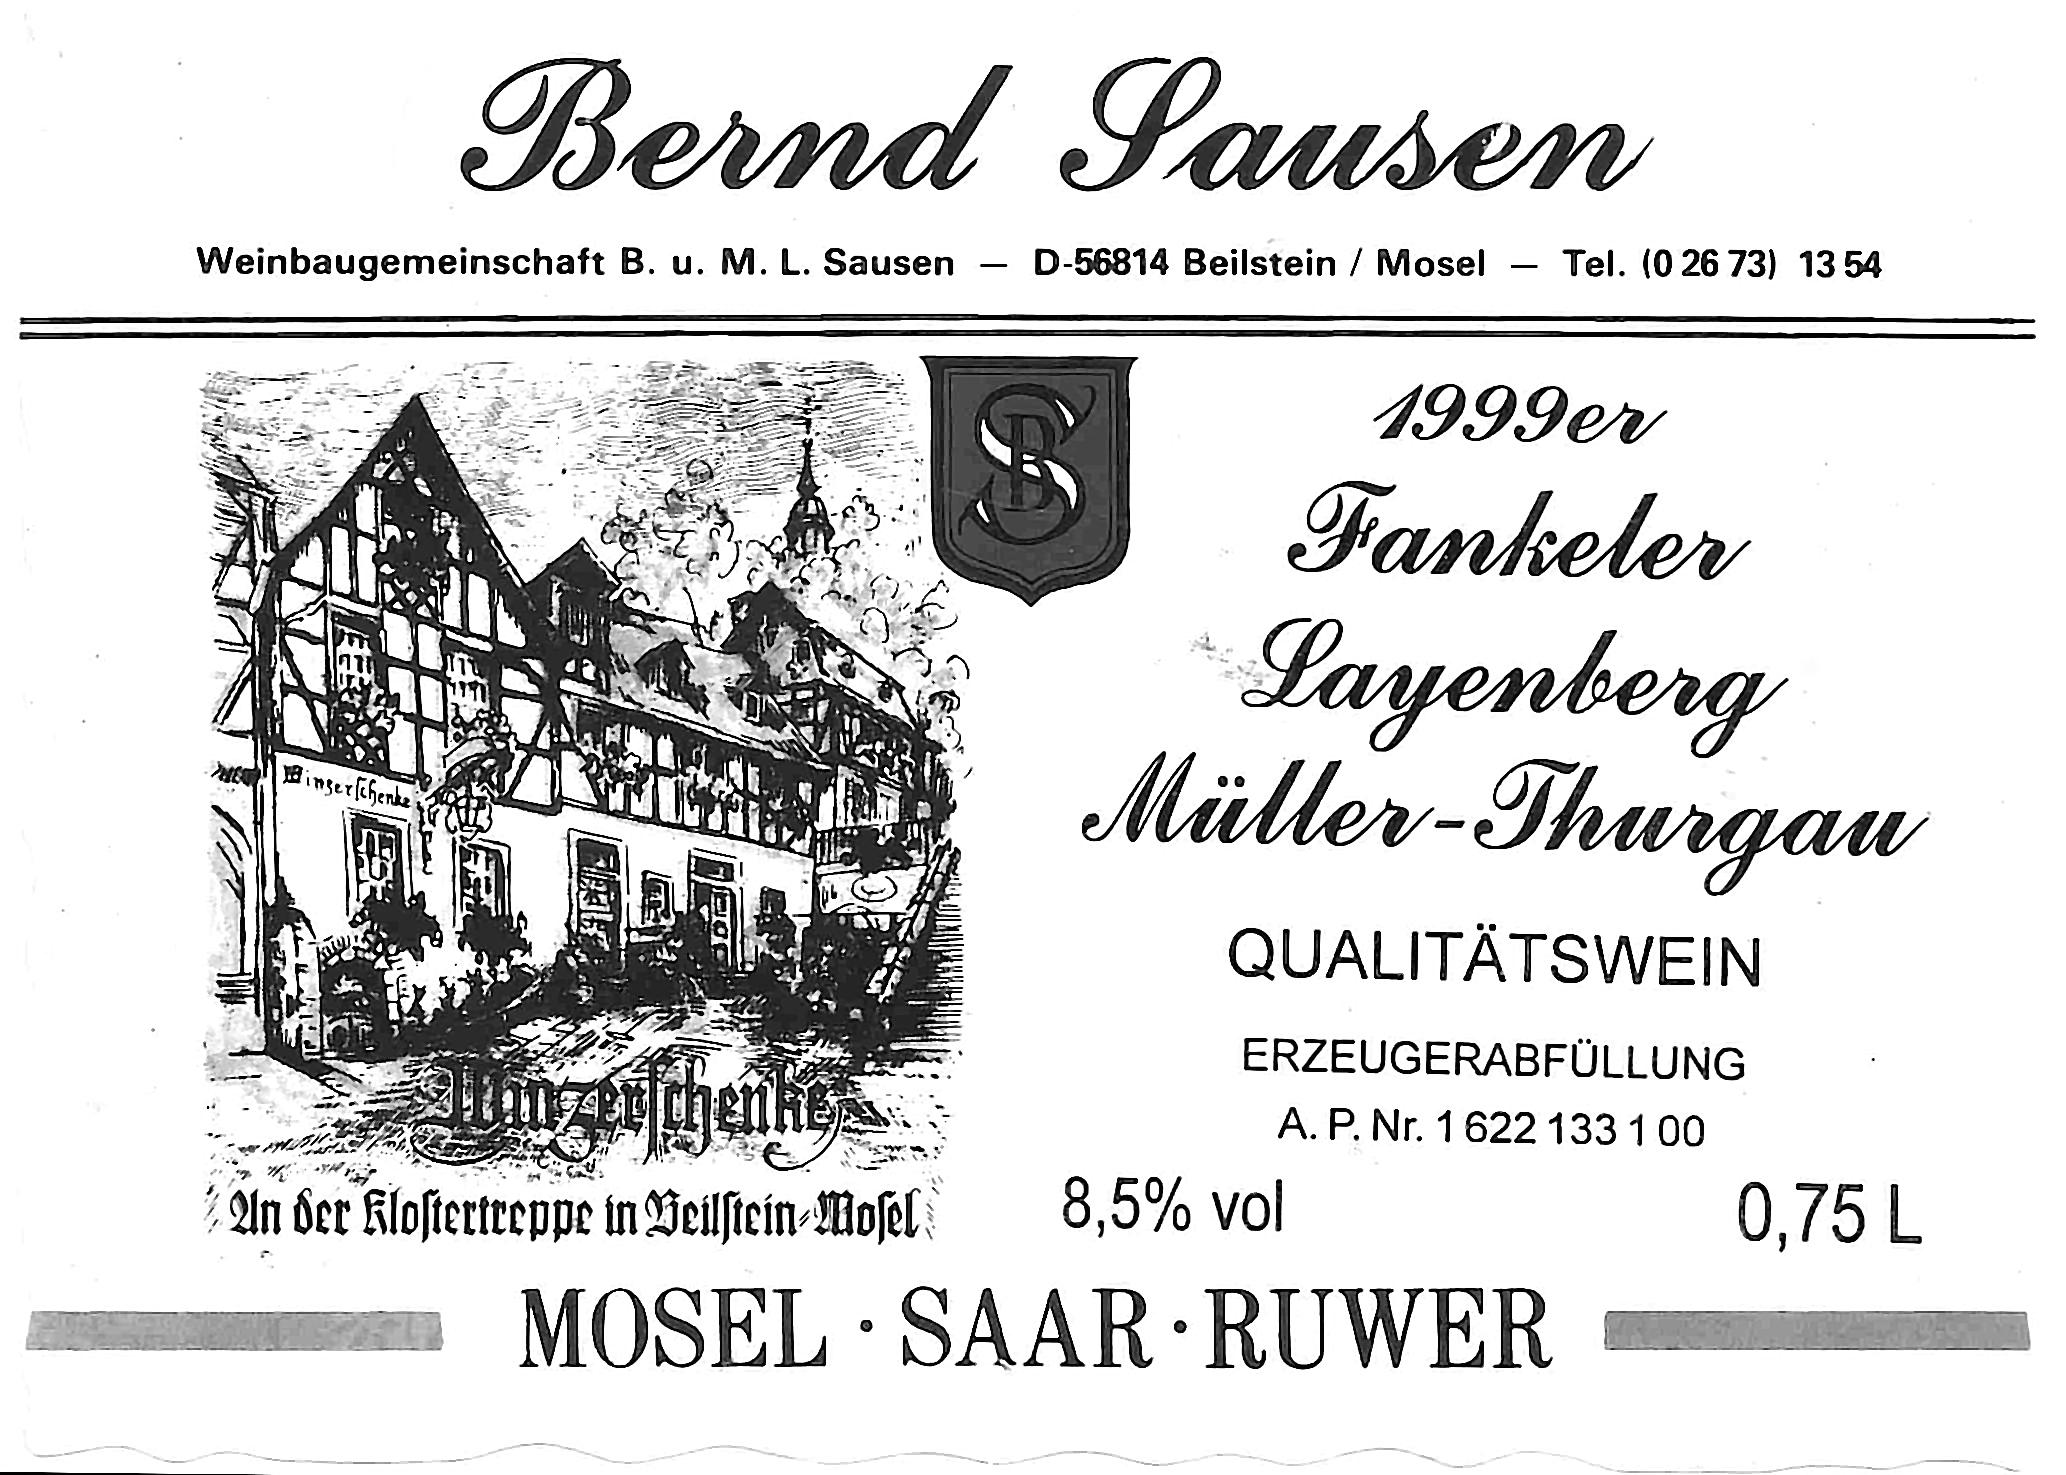 Bernd Sausen
Weinbaugemeinschaft B. u. M. L. Sausen — D-56814 Beilstein / Mosel — Tel. (0 26 73) 13 54
SB
1999er
Fankeler
Layenberg
Müller-Thurgau
QUALITÄTSWEIN
ERZEUGERABFÜLLUNG
A. P. Nr. 1 622 133 1 00
8,5% vol
0,75 L
Winzerschenke
Winzerschenke
An der Klostertreppe in Beilstein-Mosel
MOSEL · SAAR · RUWER